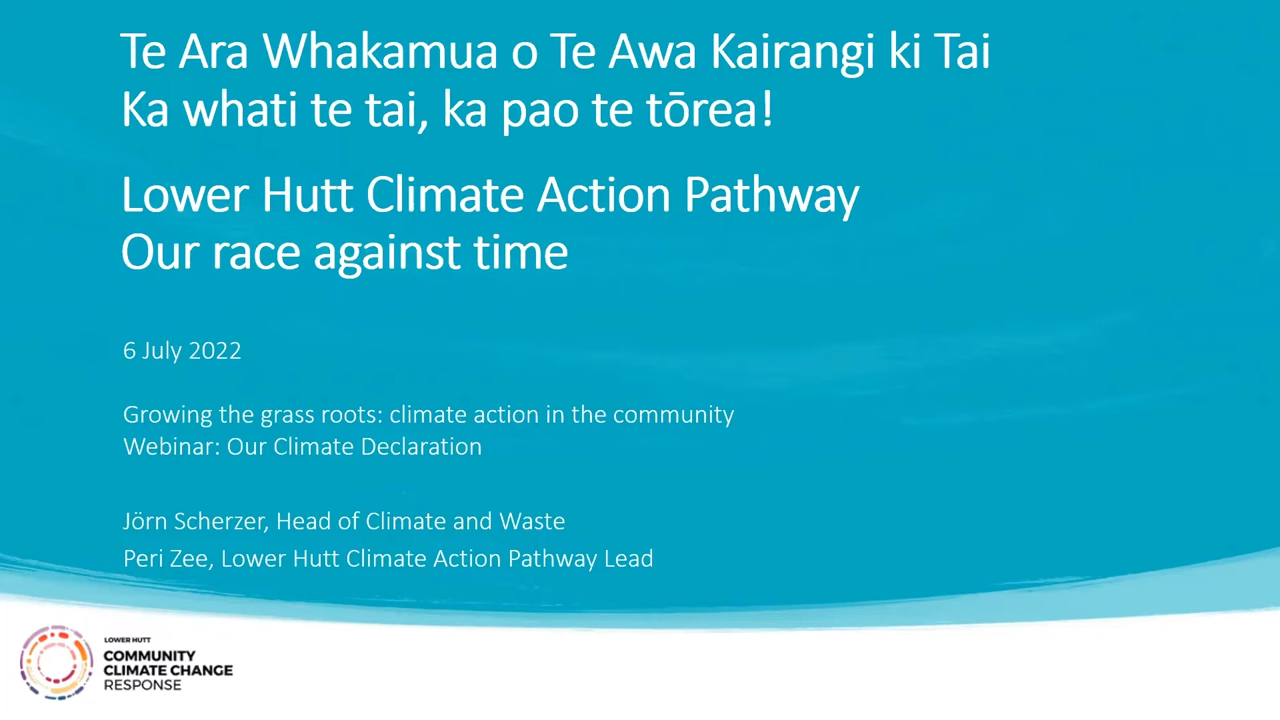 Te Ara Whakamua o Te Awa Kairangi ki Tai
Ka whati te tai, ka pao te tōrea!
Lower Hutt Climate Action Pathway
Our race against time
6 July 2022
Growing the grass roots: climate action in the community
Webinar: Our Climate Declaration
Jörn Scherzer, Head of Climate and Waste
Peri Zee, Lower Hutt Climate Action Pathway Lead
LOWER HUTT
COMMUNITY
CLIMATE CHANGE
RESPONSE